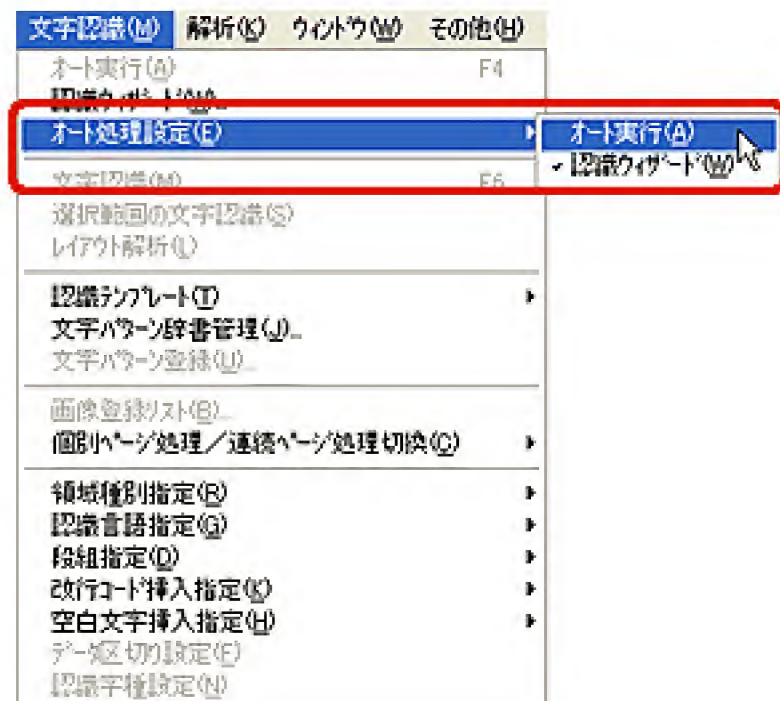 文字認識(M) 解析(K) ウィンドウ(W) その他(H)
オート実行(A) F4
認識ウィザード(W)...
オート処理設定(E) オート実行(A)
✓ 認識ウィザード(W)
文字認識(M) F6
選択範囲の文字認識(S)
レイアウト解析(L)
認識テンプレート(T)
文字パターン辞書管理(J)...
文字パターン登録(U)...
画像登録リスト(B)...
個別ページ処理/連続ページ処理切換(C)
領域種別指定(R)
認識言語指定(G)
段組指定(D)
改行コード挿入指定(K)
空白文字挿入指定(H)
データ区切り設定(F)
認識字種設定(N)